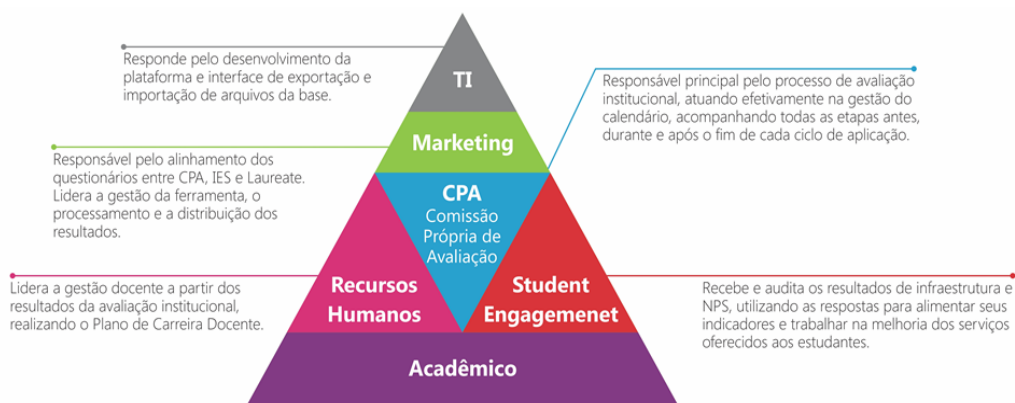 TI
Responde pelo desenvolvimento da
plataforma e interface de exportação e
importação de arquivos da base.
Responsável principal pelo processo de avaliação
institucional, atuando efetivamente na gestão do
calendário, acompanhando todas as etapas antes,
durante e após o fim de cada ciclo de aplicação.
Marketing
Responsável pelo alinhamento dos
questionários entre CPA, IES e Laureate.
Lidera a gestão da ferramenta, o
processamento e a distribuição dos
resultados.
CPA
Comissão
Própria de
Avaliação
Lidera a gestão docente a partir dos
resultados da avaliação institucional,
realizando o Plano de Carreira Docente.
Recursos
Humanos
Student
Engagemenet
Recebe e audita os resultados de infraestrutura e
NPS, utilizando as respostas para alimentar seus
indicadores e trabalhar na melhoria dos serviços
oferecidos aos estudantes.
Acadêmico